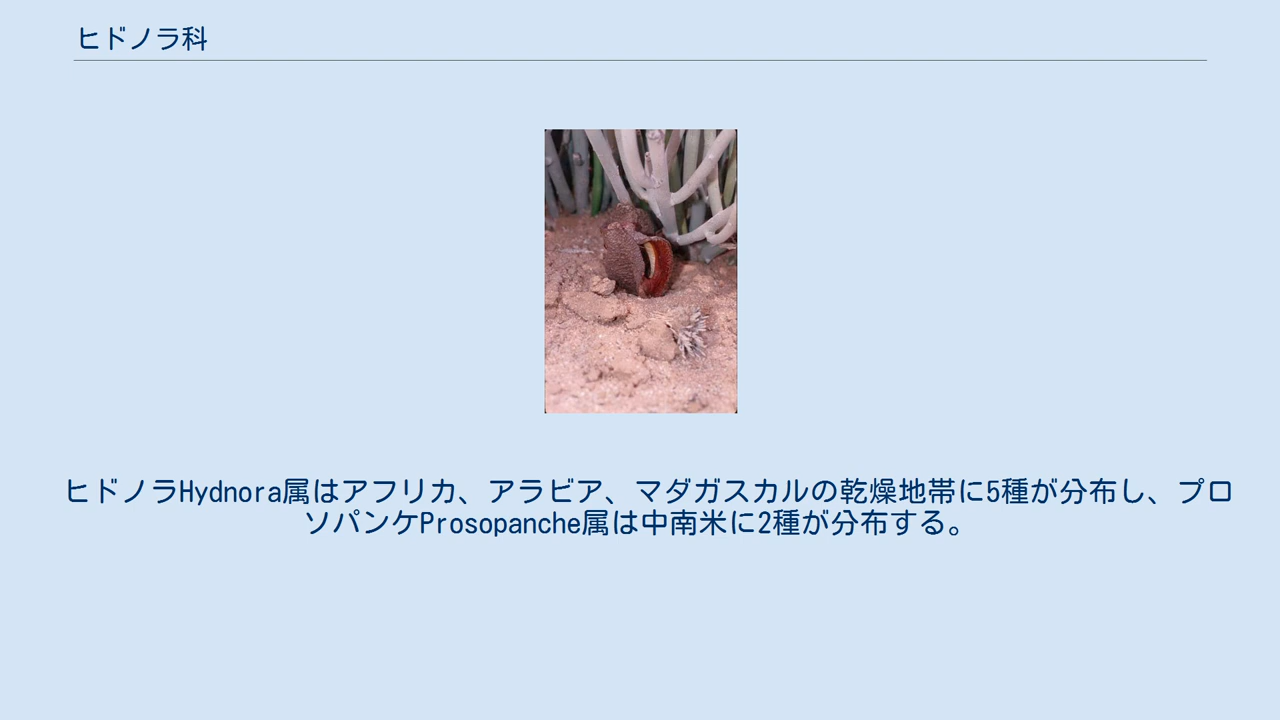 ヒドノラ科
ヒドノラHydnora属はアフリカ、アラビア、マダガスカルの乾燥地帯に5種が分布し、プロ
ソパンケProsopanche属は中南米に2種が分布する。